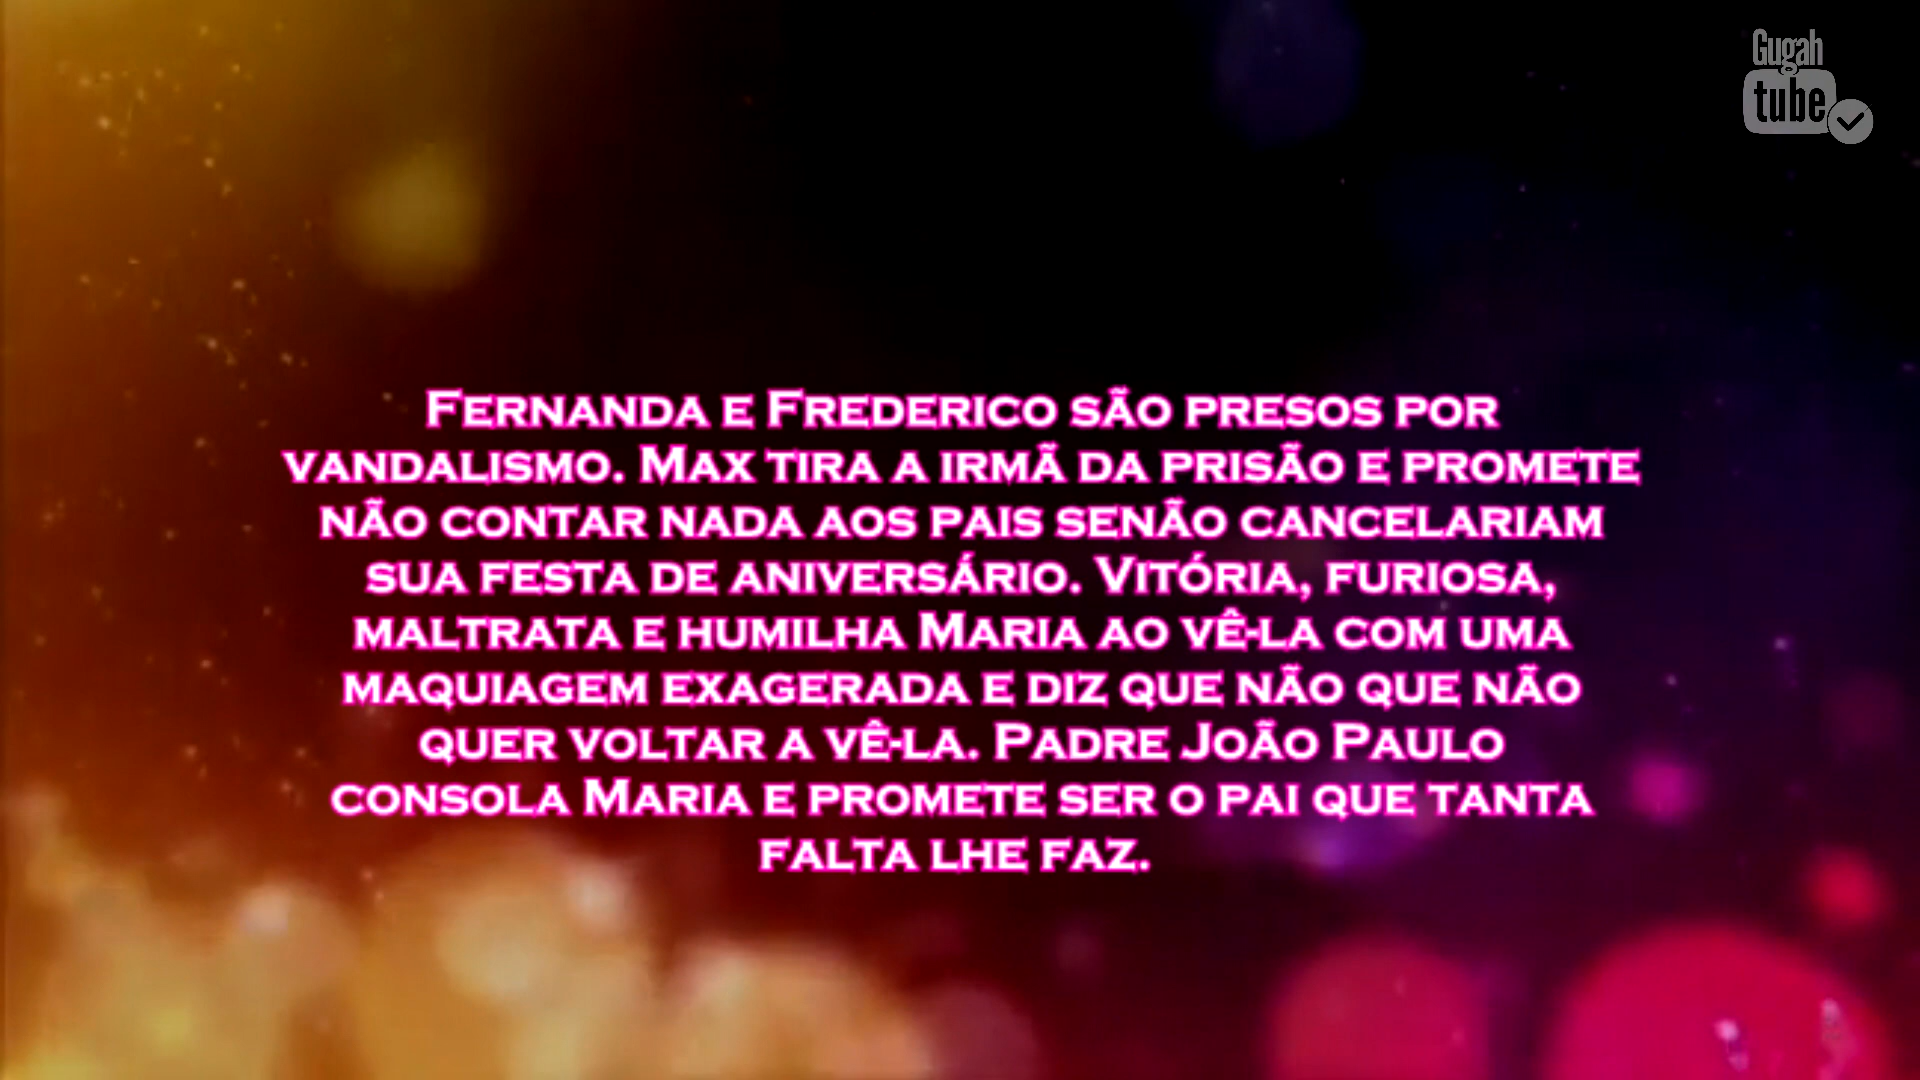 Gugah
tube
Fernanda e Frederico são presos por
vandalismo. Max tira a irmã da prisão e promete
não contar nada aos pais senão cancelariam
sua festa de aniversário. Vitória, furiosa,
maltrata e humilha Maria ao vê-la com uma
maquiagem exagerada e diz que não que não
quer voltar a vê-la. Padre João Paulo
consola Maria e promete ser o pai que tanta
falta lhe faz.